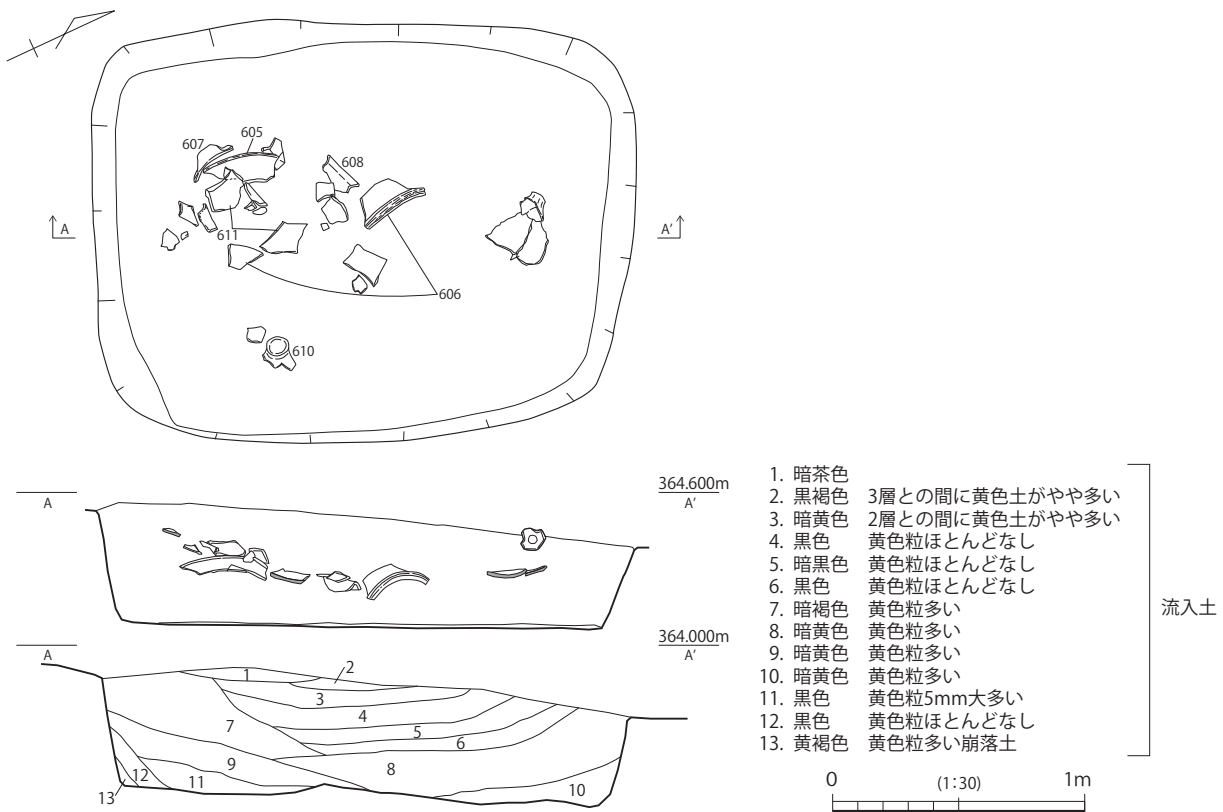 607
605
608
A
A'
611
606
610
364.600m
A
A'
364.000m
A
A'
1
2
3
4
5
6
7
8
9
10
11
12
13
1. 暗茶色
2. 黒褐色 3層との間に黄色土がやや多い
3. 暗黄色 2層との間に黄色土がやや多い
4. 黒色 黄色粒ほとんどなし
5. 暗黒色 黄色粒ほとんどなし
6. 黒色 黄色粒ほとんどなし
7. 暗褐色 黄色粒多い
8. 暗黄色 黄色粒多い
9. 暗黄色 黄色粒多い
10. 暗黄色 黄色粒多い
11. 黒色 黄色粒5mm大多い
12. 黒色 黄色粒ほとんどなし
13. 黄褐色 黄色粒多い崩落土
流入土
0 (1:30) 1m